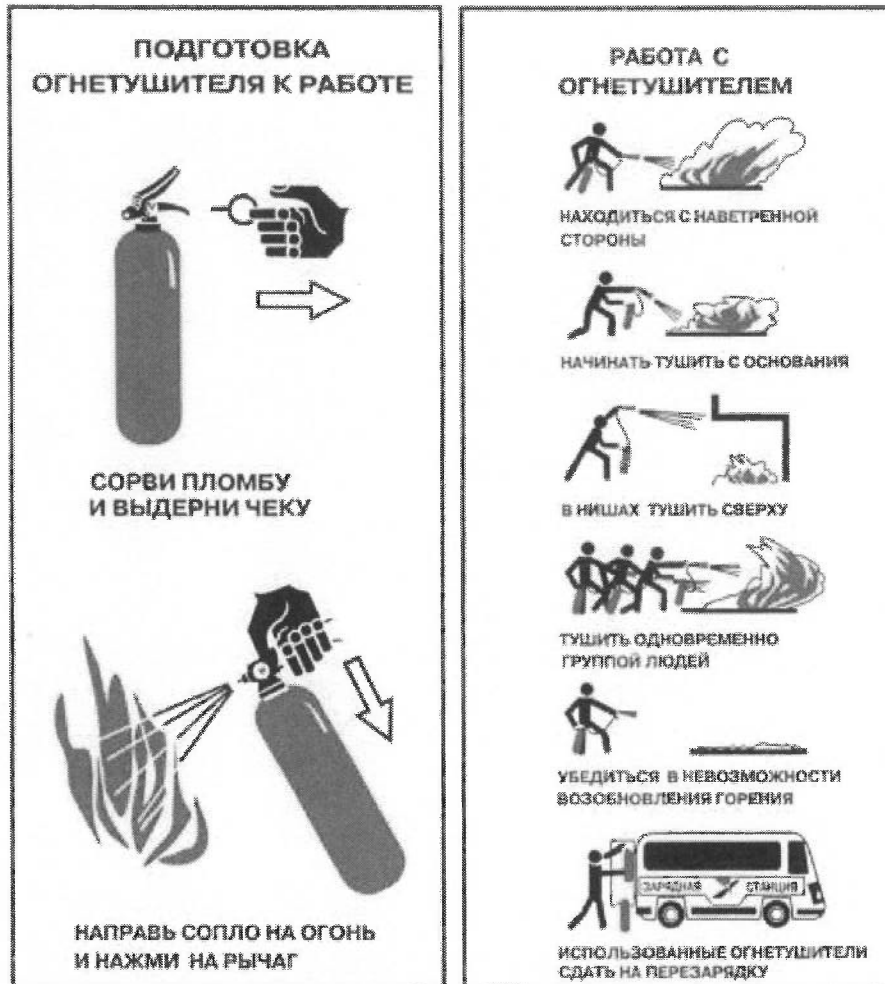 ПОДГОТОВКА
ОГНЕТУШИТЕЛЯ К РАБОТЕ
СОРВИ ПЛОМБУ
И ВЫДЕРНИ ЧЕКУ
НАПРАВЬ СОПЛО НА ОГОНЬ
И НАЖМИ НА РЫЧАГ
РАБОТА С
ОГНЕТУШИТЕЛЕМ
НАХОДИТЬСЯ С НАВЕТРЕННОЙ
СТОРОНЫ
НАЧИНАТЬ ТУШИТЬ С ОСНОВАНИЯ
В НИШАХ ТУШИТЬ СВЕРХУ
ТУШИТЬ ОДНОВРЕМЕННО
ГРУППОЙ ЛЮДЕЙ
УБЕДИТЬСЯ В НЕВОЗМОЖНОСТИ
ВОЗОБНОВЛЕНИЯ ГОРЕНИЯ
ЗАРЯДНАЯ СТАНЦИЯ
ИСПОЛЬЗОВАННЫЕ ОГНЕТУШИТЕЛИ
СДАТЬ НА ПЕРЕЗАРЯДКУ